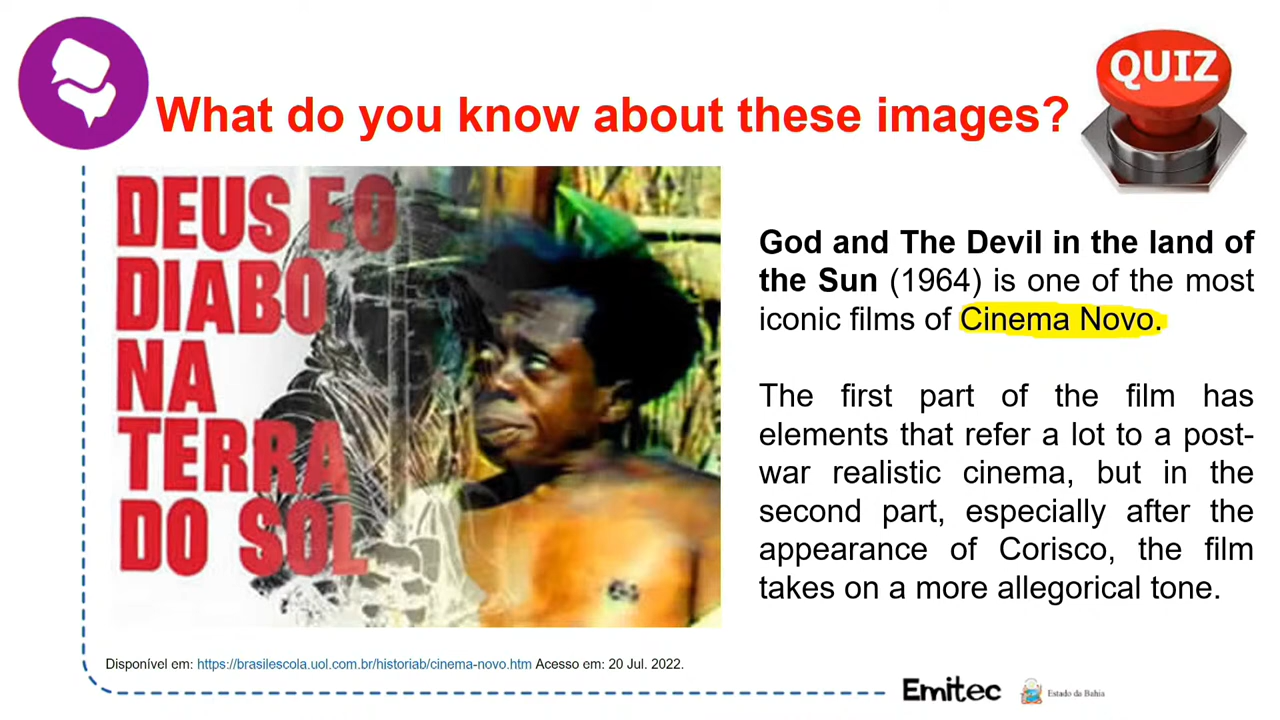 QUIZ
What do you know about these images?
DEUS E O
DIABO
NA
TERRA
DO SOL
God and The Devil in the land of
the Sun (1964) is one of the most
iconic films of Cinema Novo.
The first part of the film has
elements that refer a lot to a post-
war realistic cinema, but in the
second part, especially after the
appearance of Corisco, the film
takes on a more allegorical tone.
Disponível em: https://brasilescola.uol.com.br/historiab/cinema-novo.htm Acesso em: 20 Jul. 2022.
Emitec
Estado da Bahia